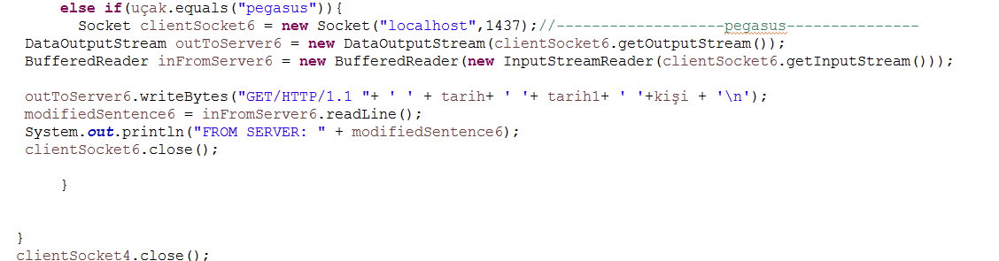 else if(uçak.equals("pegasus")){
Socket clientSocket6 = new Socket("localhost",1437);//-------------------pegasus---------------
DataOutputStream outToServer6 = new DataOutputStream(clientSocket6.getOutputStream());
BufferedReader inFromServer6 = new BufferedReader(new InputStreamReader(clientSocket6.getInputStream()));
outToServer6.writeBytes("GET/HTTP/1.1 "+ ' ' + tarih+ ' '+ tarih1+ ' '+kişi + '\n');
modifiedSentence6 = inFromServer6.readLine();
System.out.println("FROM SERVER: " + modifiedSentence6);
clientSocket6.close();
}
}
clientSocket4.close();